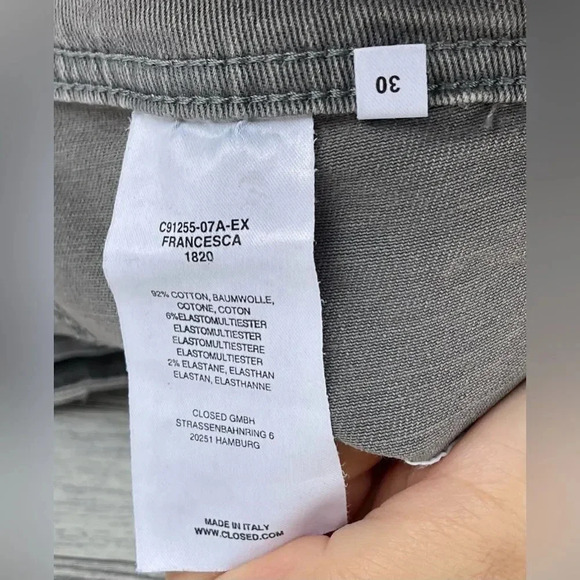 30
C91255-07A-EX
FRANCESCA
1820
92% COTTON, BAUMWOLLE,
COTONE, COTON
6%ELASTOMULTIESTER
ELASTOMULTIESTER
ELASTOMULTIESTERE
ELASTOMULTIESTER
2% ELASTANE, ELASTHAN
ELASTAN, ELASTHANNE
CLOSED GMBH
STRASSENBAHNRING 6
20251 HAMBURG
MADE IN ITALY
WWW.CLOSED.COM